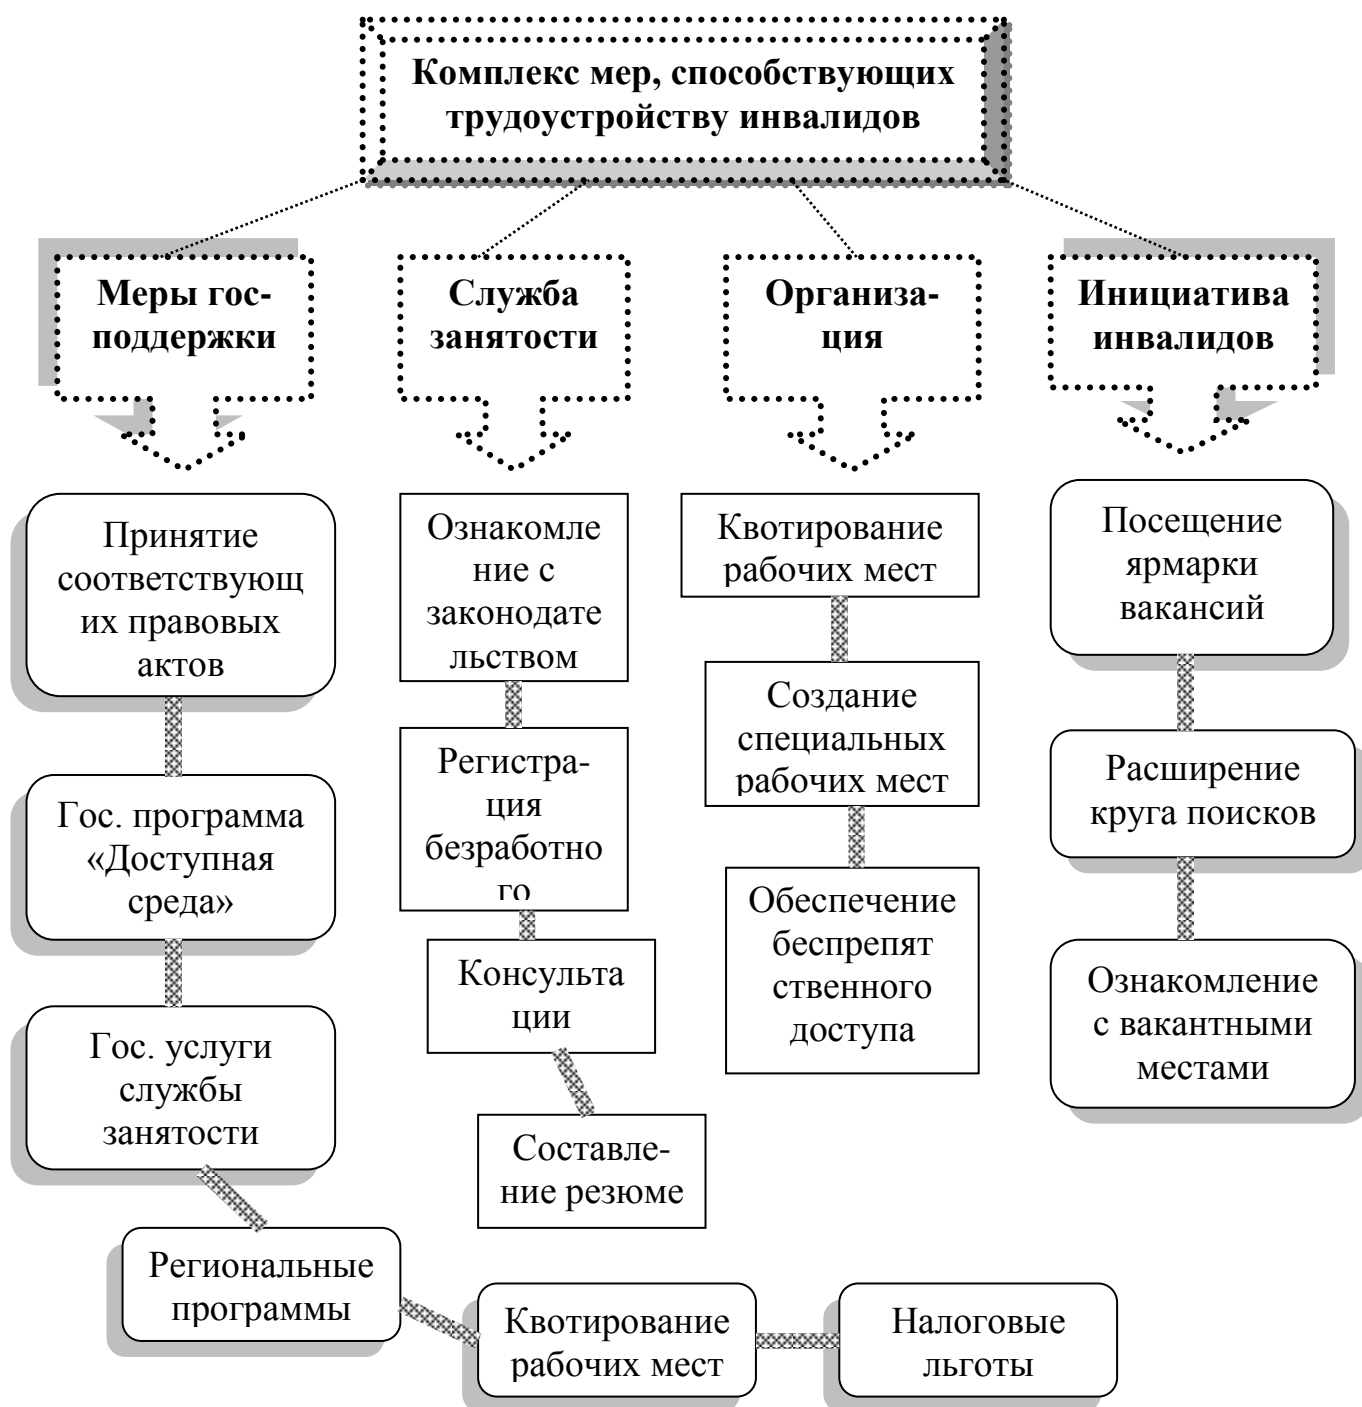 Комплекс мер, способствующих
трудоустройству инвалидов
Меры гос-
поддержки
Служба
занятости
Организа-
ция
Инициатива
инвалидов
Принятие
соответствующ
их правовых
актов
Гос. программа
«Доступная
среда»
Гос. услуги
службы
занятости
Региональные
программы
Квотирование
рабочих мест
Налоговые
льготы
Ознакомле
ние с
законодате
льством
Регистра-
ция
безработно
го
Консульта
ции
Составле-
ние резюме
Квотирование
рабочих мест
Создание
специальных
рабочих мест
Обеспечение
беспрепят
ственного
доступа
Посещение
ярмарки
вакансий
Расширение
круга поисков
Ознакомление
с вакантными
местами